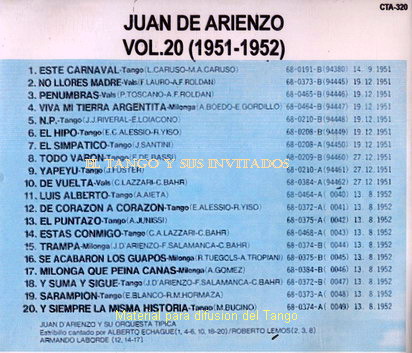 CTA-320
JUAN DE ARIENZO
VOL.20 (1951-1952)
1. ESTE CARNAVAL-Tango(L.CARUSO-M.A.CARUSO) 68-0191-B(94380) 14. 9.1951
2. NO LLORES MADRE-Vals(F.LAURO-A.F.ROLDAN) 68-0465-B(94446) 19.12.1951
3. PENUMBRAS-Vals(P.TOSCANO-A.F.ROLDAN) 68-0373-A(94447) 19.12.1951
4. VIVA MI TIERRA ARGENTITA-Milonga(A.BOEDO-E.GORDILLO) 68-0464-A(94448) 19.12.1951
5. N.P.-Tango(J.J.RIVERAL-F.LOIACONO) 68-0210-B(94448) 19.12.1951
6. EL HIPO-Tango(E.C.ALESSIO-R.YISO) 68-0208-B(94449) 19.12.1951
7. EL SIMPATICO-Tango(J.SANTINI) 68-0208-A(94450) 19.12.1951
8. TODO VARON-Tango 68-0209-B(94460) 27.12.1951
EL TANGO Y SUS INVITADOS
9. YAPEYU-Tango(J.FUSTER) 68-0210-A(94461) 27.12.1951
10. DE VUELTA-Vals(C.LAZZARI-C.BAHR) 68-0384-A(94462) 27.12.1951
11. LUIS ALBERTO-Tango(A.AIETA) 68-0454-A( 0040) 13. 8.1952
12. DE CORAZON A CORAZON-Tango(E.ALESSIO-R.YISO) 68-0372-A( 0041) 13. 8.1952
13. EL PUNTAZO-Tango(A.JUNISSI) 68-0375-A( 0042) 13. 8.1952
14. ESTAS CONMIGO-Tango(C.A.LAZZARI-C.BAHR) 68-0468-A( 0043) 13. 8.1952
15. TRAMPA-Milonga(J.D'ARIENZO-F.SALAMANCA-C.BAHR) 68-0373-B( 0044) 13. 8.1952
16. SE ACABARON LOS GUAPOS-Milonga(R.TUEGOLS-A.TROPIAN) 68-0375-B( 0045) 13. 8.1952
17. MILONGA QUE PEINA CANAS-Milonga(A.GOMEZ) 68-0384-B( 0046) 13. 8.1952
18. Y SUMA Y SIGUE-Tango(J.D'ARIENZO-F.SALAMANCA-C.BAHR) 68-0372-B( 0047) 13. 8.1952
19. SARAMPION-Tango(E.BLANCO-R.M.HORMAZA) 68-0374-B( 0048) 13. 8.1952
20. Y SIEMPRE LA MISMA HISTORIA-Tango(M.BUCINO) 68-0374-A( 0049) 13. 8.1952
Material para difusion del Tango
JUAN D'ARIENZO Y SU ORQUESTA TIPICA
Estribillo cantado por ALBERTO ECHAGUE(1, 4-6, 10, 18-20)/ROBERTO LEMOS(2, 3, 8)
ARMANDO LABORDE (12, 14-17)